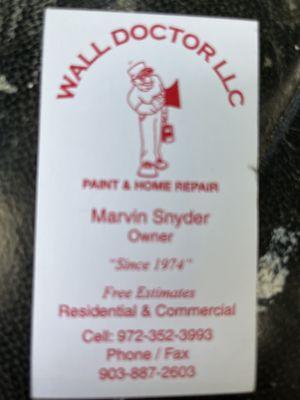 WALL DOCTOR LLC
PAINT & HOME REPAIR
Marvin Snyder
Owner
"Since 1974"
Free Estimates
Residential & Commercial
Cell: 972-352-3993
Phone / Fax
903-887-2603